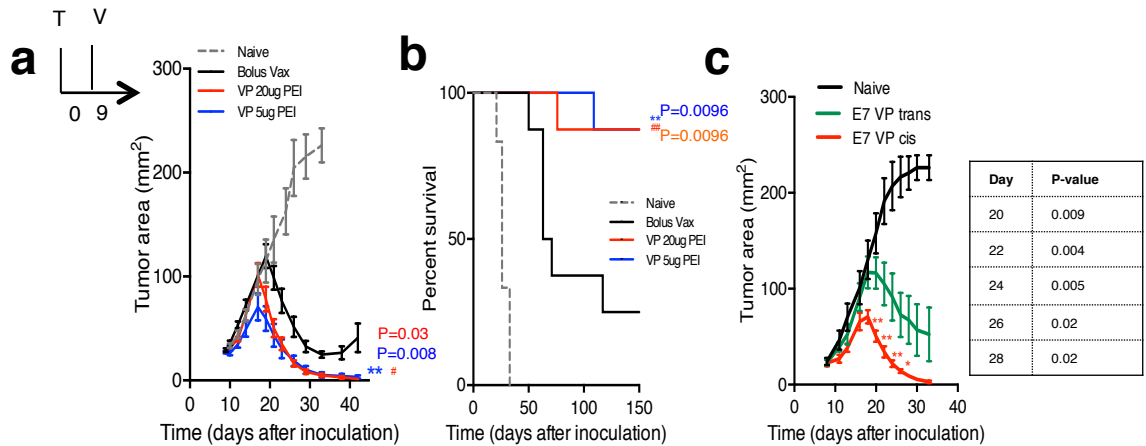 T V
0 9
a
Naive
Bolus Vax
VP 20ug PEI
VP 5ug PEI
Tumor area (mm²)
300
200
100
0
P=0.03
P=0.008
** #
0 10 20 30 40
Time (days after inoculation)
b
Percent survival
100
50
0
P=0.0096
**
##
P=0.0096
Naive
Bolus Vax
VP 20ug PEI
VP 5ug PEI
0 25 50 75 100 150
Time (days after inoculation)
c
Naive
E7 VP trans
E7 VP cis
Tumor area (mm²)
300
200
100
0
**
**
**
*
0 10 20 30 40
Time (days after inoculation)
Day P-value
20 0.009
22 0.004
24 0.005
26 0.02
28 0.02